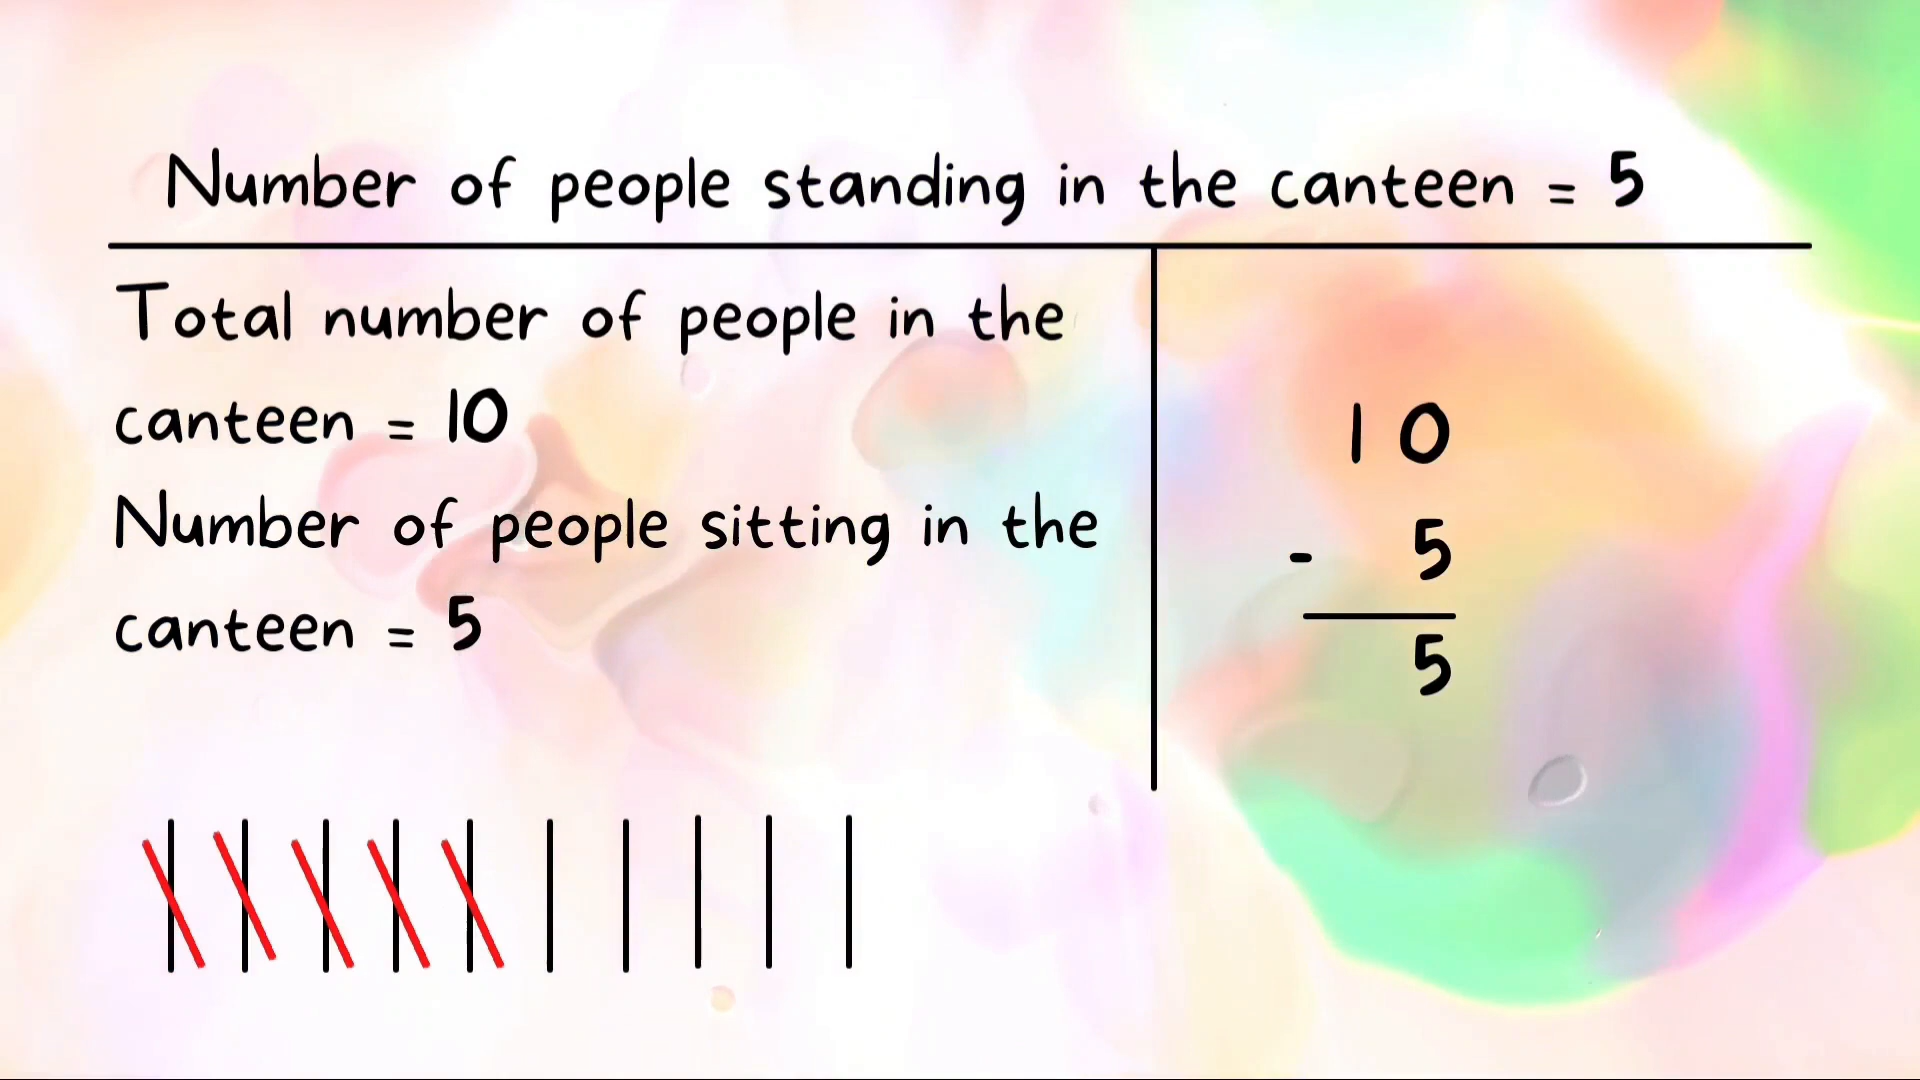 Number of people standing in the canteen = 5
Total number of people in the
canteen = 10
Number of people sitting in the
canteen = 5
10
- 5
5